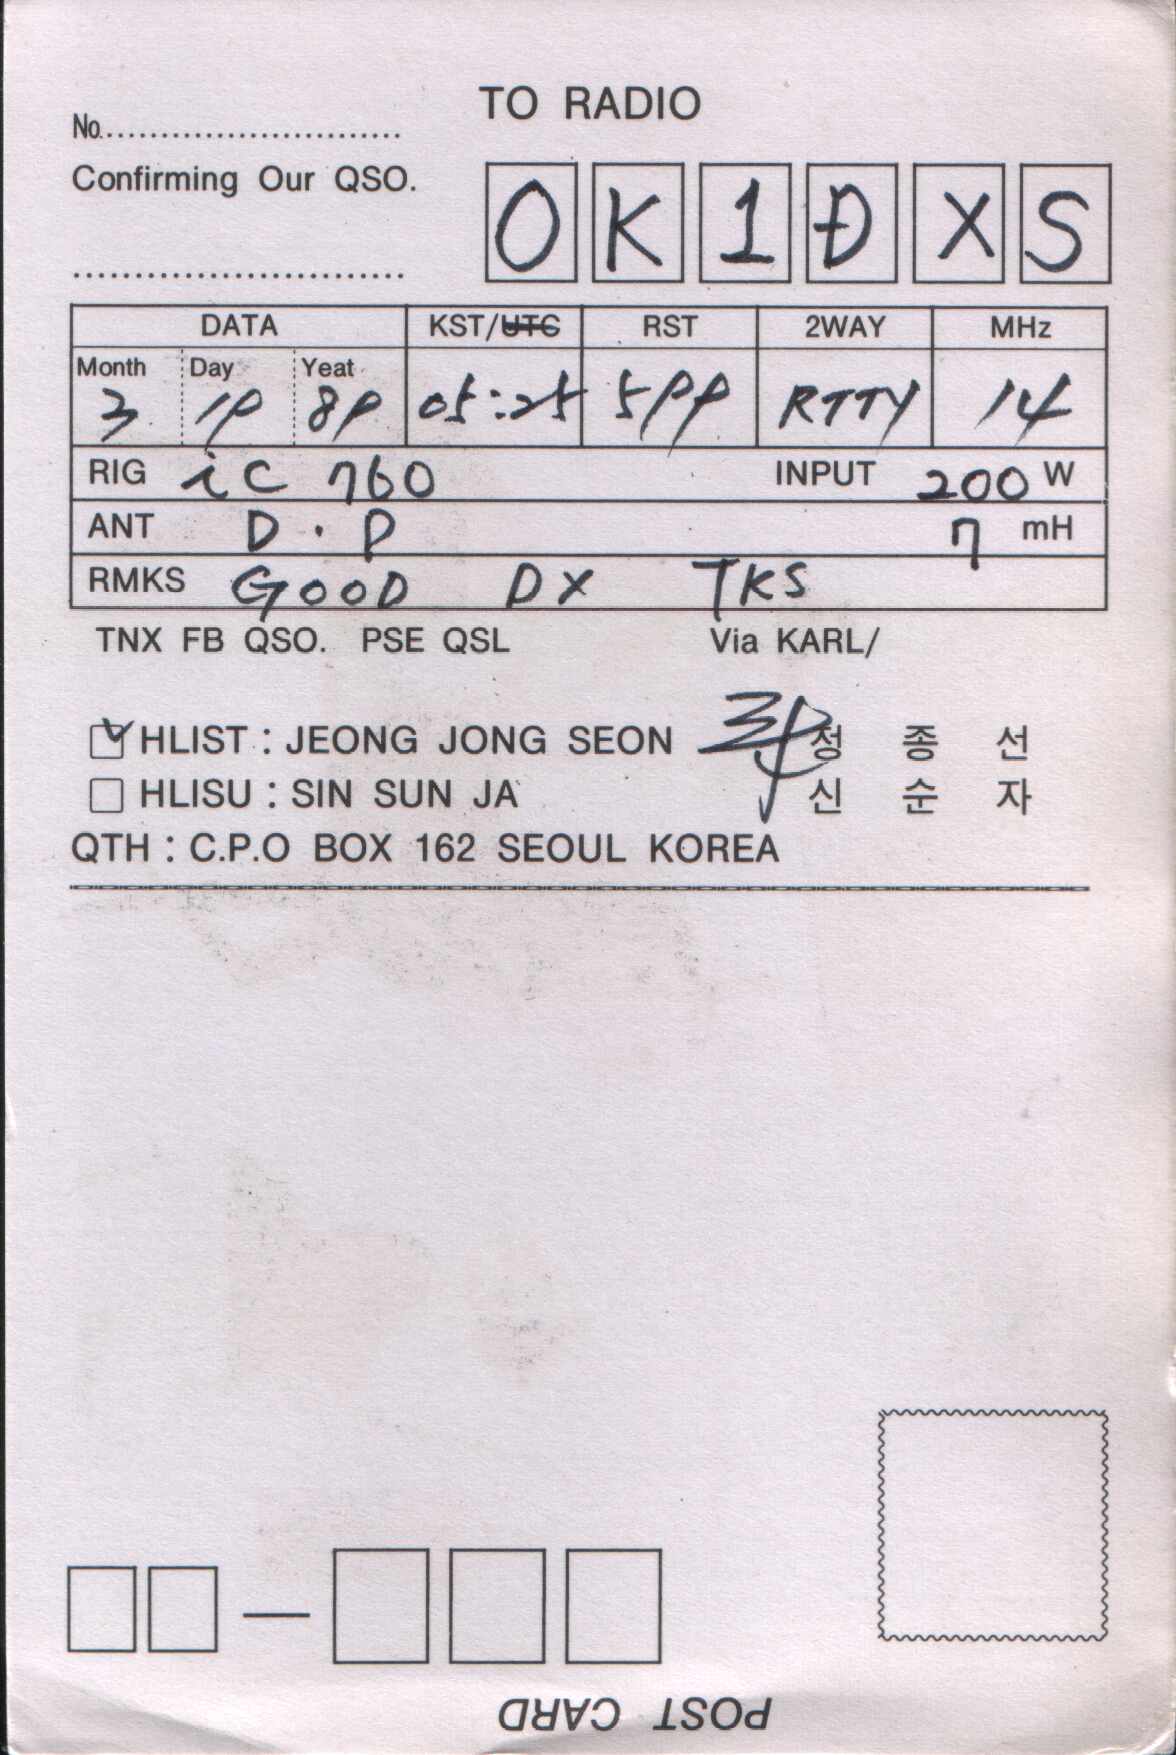 TO RADIO
No.
Confirming Our QSO.
OK1DXS
DATA KST/UTC RST 2WAY MHz
Month Day Yeat
3 19 89 05:25 599 RTTY 14
RIG iC 760 INPUT 200 W
ANT D.P 7 mH
RMKS GOOD DX TKS
TNX FB QSO. PSE QSL Via KARL/
HLIST : JEONG JONG SEON 정 종 선
HLISU : SIN SUN JA 신 순 자
QTH : C.P.O BOX 162 SEOUL KOREA
POST CARD